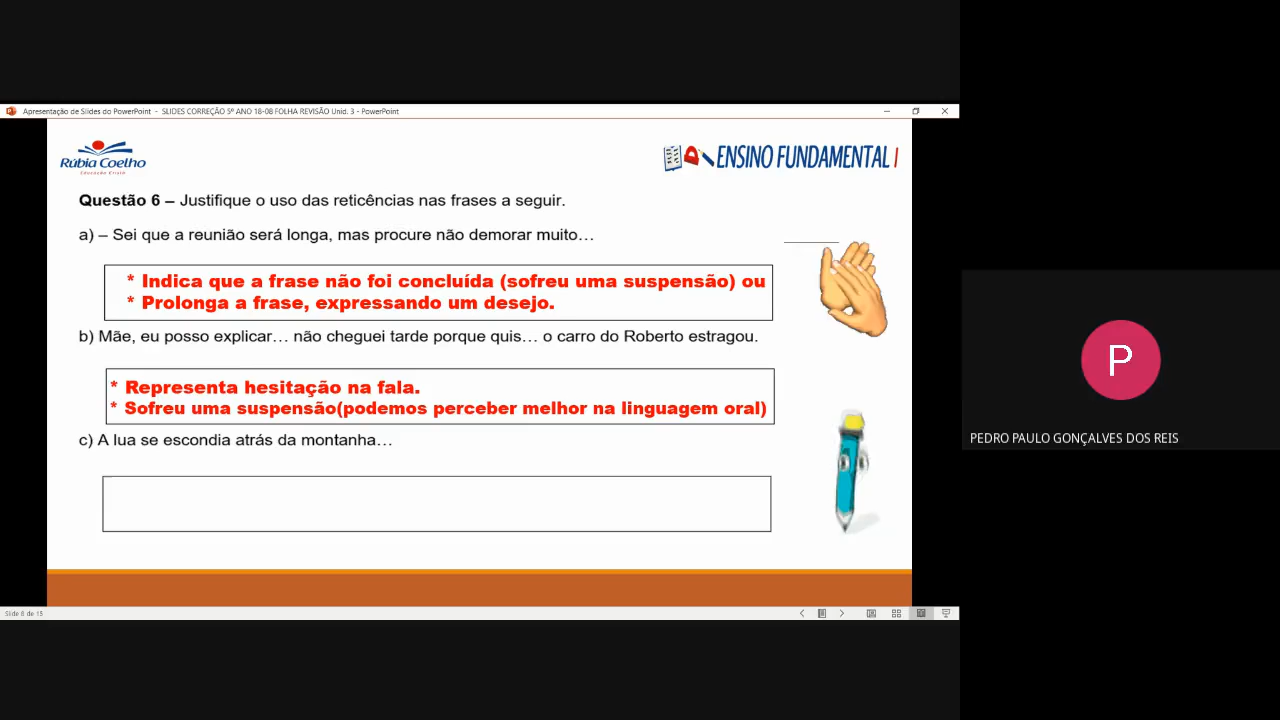 Apresentação de Slides do PowerPoint - SLIDES CORREÇÃO 5º ANO 18-08 FOLHA REVISÃO Unid. 3 - PowerPoint
Rúbia Coelho
Educação Cristã
ENSINO FUNDAMENTAL I
Questão 6 – Justifique o uso das reticências nas frases a seguir.
a) – Sei que a reunião será longa, mas procure não demorar muito…
* Indica que a frase não foi concluída (sofreu uma suspensão) ou
* Prolonga a frase, expressando um desejo.
b) Mãe, eu posso explicar… não cheguei tarde porque quis… o carro do Roberto estragou.
* Representa hesitação na fala.
* Sofreu uma suspensão(podemos perceber melhor na linguagem oral)
c) A lua se escondia atrás da montanha…
Slide 8 de 15
P
PEDRO PAULO GONÇALVES DOS REIS